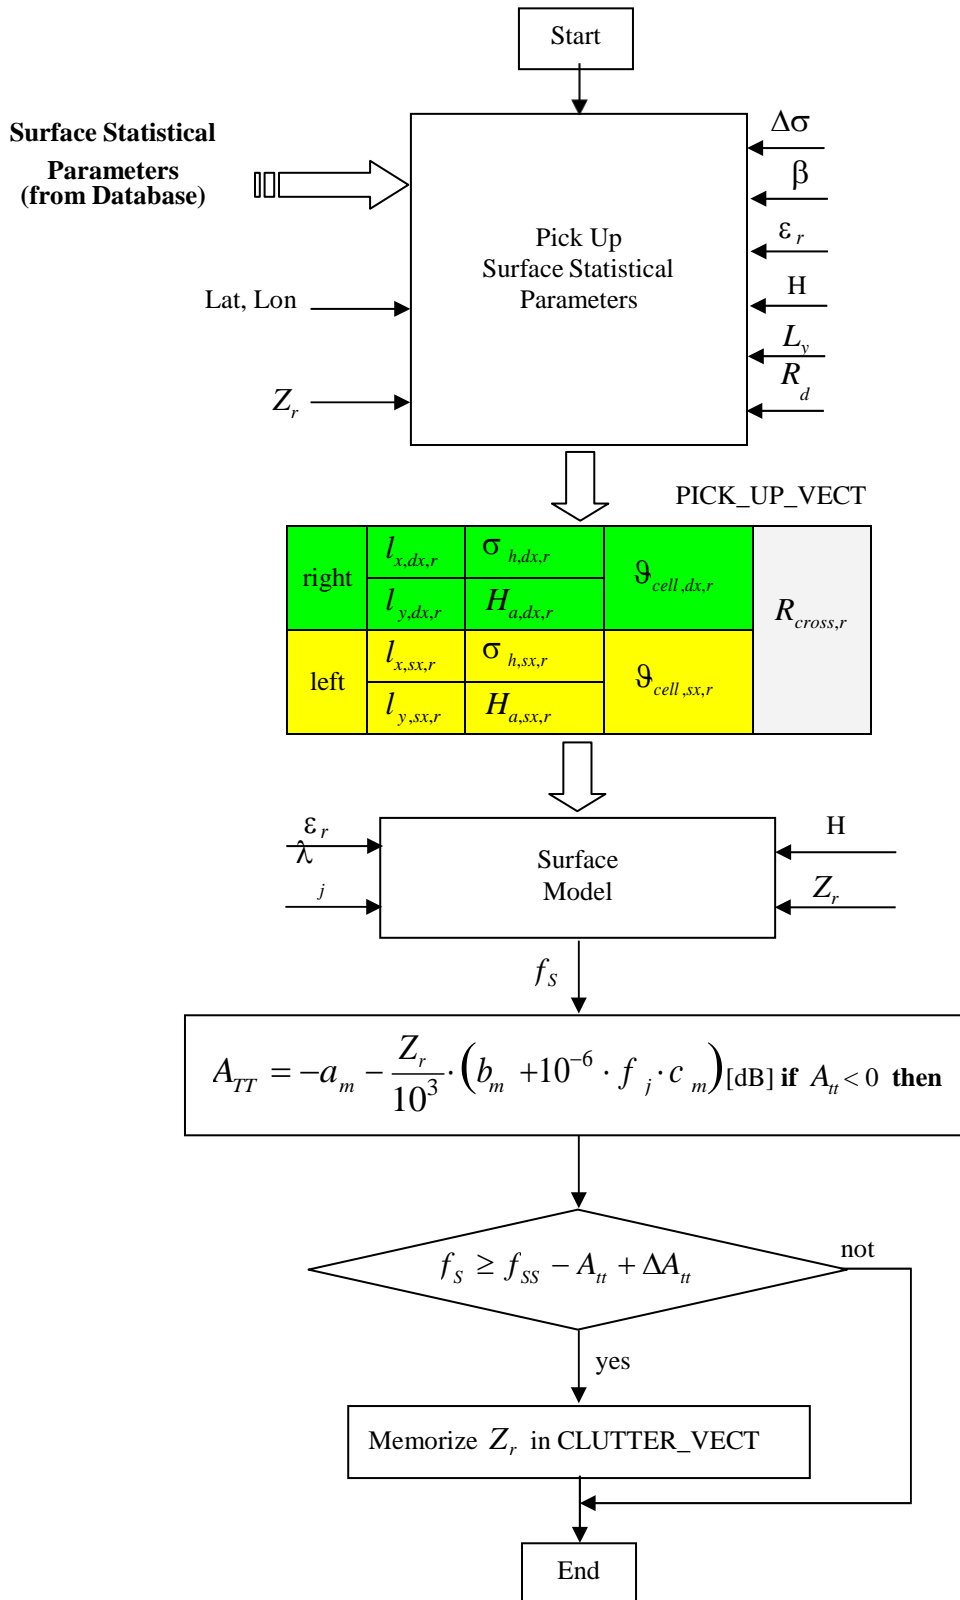 Start
Surface Statistical
Parameters
(from Database)
Δσ
β
ε r
H
L y
R d
Pick Up
Surface Statistical
Parameters
Lat, Lon
Z r
PICK_UP_VECT
right
l x,dx,r
σ h,dx,r
l y,dx,r
H a,dx,r
ϑ cell,dx,r
R cross,r
left
l x,sx,r
σ h,sx,r
l y,sx,r
H a,sx,r
ϑ cell,sx,r
ε r
λ
j
Surface
Model
H
Z r
f S
A TT = −a m − Z r / 10³ · (b m + 10⁻⁶ · f j · c m) [dB] if A tt < 0 then
f S ≥ f SS − A tt + ΔA tt
not
yes
Memorize Z r in CLUTTER_VECT
End